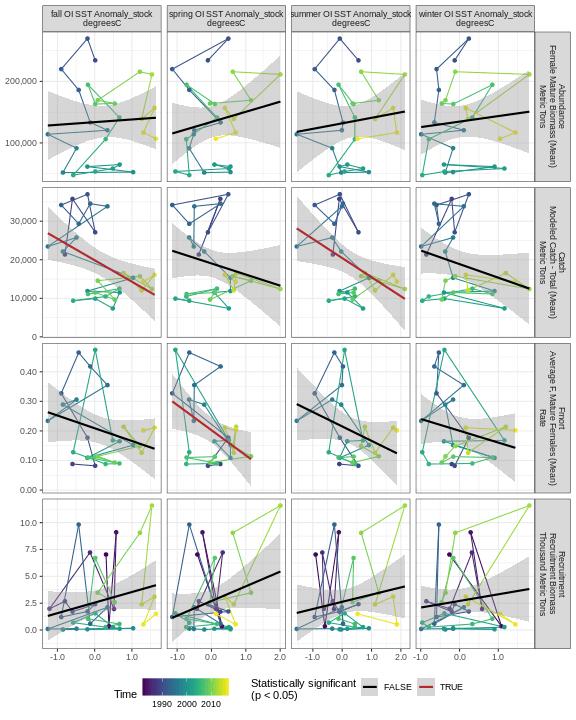 fall OI SST Anomaly_stock
degreesC
spring OI SST Anomaly_stock
degreesC
summer OI SST Anomaly_stock
degreesC
winter OI SST Anomaly_stock
degreesC
200,000
100,000
Abundance
Female Mature Biomass (Mean)
Metric Tons
30,000
20,000
10,000
0
Catch
Modeled Catch - Total (Mean)
Metric Tons
0.40
0.30
0.20
0.10
0.00
Fmort
Average F, Mature Females (Mean)
Rate
10.0
7.5
5.0
2.5
0.0
Recruitment
Recruitment Biomass
Thousand Metric Tons
-1.0 0.0 1.0
-1.0 0.0 1.0 2.0
-1.0 0.0 1.0 2.0
-1.0 0.0 1.0
Time
1990 2000 2010
Statistically significant
(p < 0.05)
FALSE
TRUE